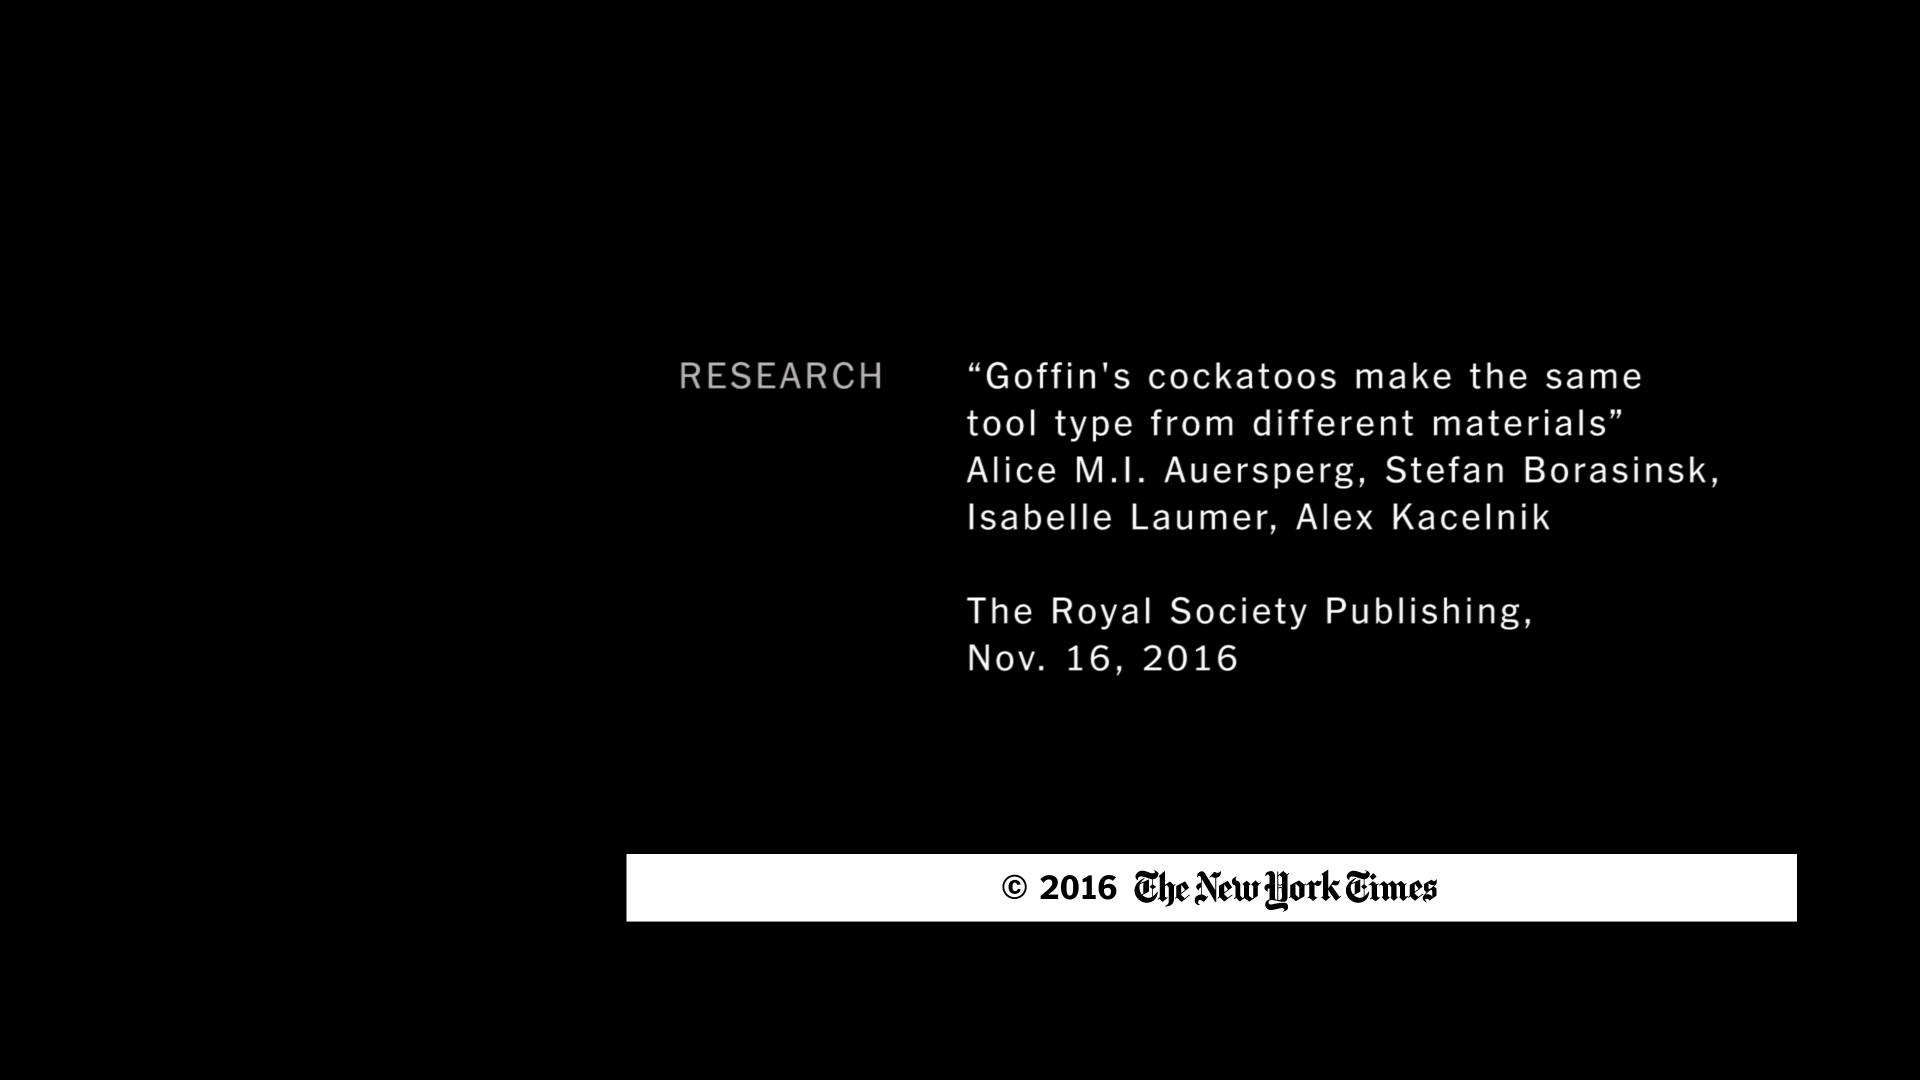 RESEARCH
“Goffin's cockatoos make the same
tool type from different materials”
Alice M.I. Auersperg, Stefan Borasinsk,
Isabelle Laumer, Alex Kacelnik
The Royal Society Publishing,
Nov. 16, 2016
© 2016 The New York Times